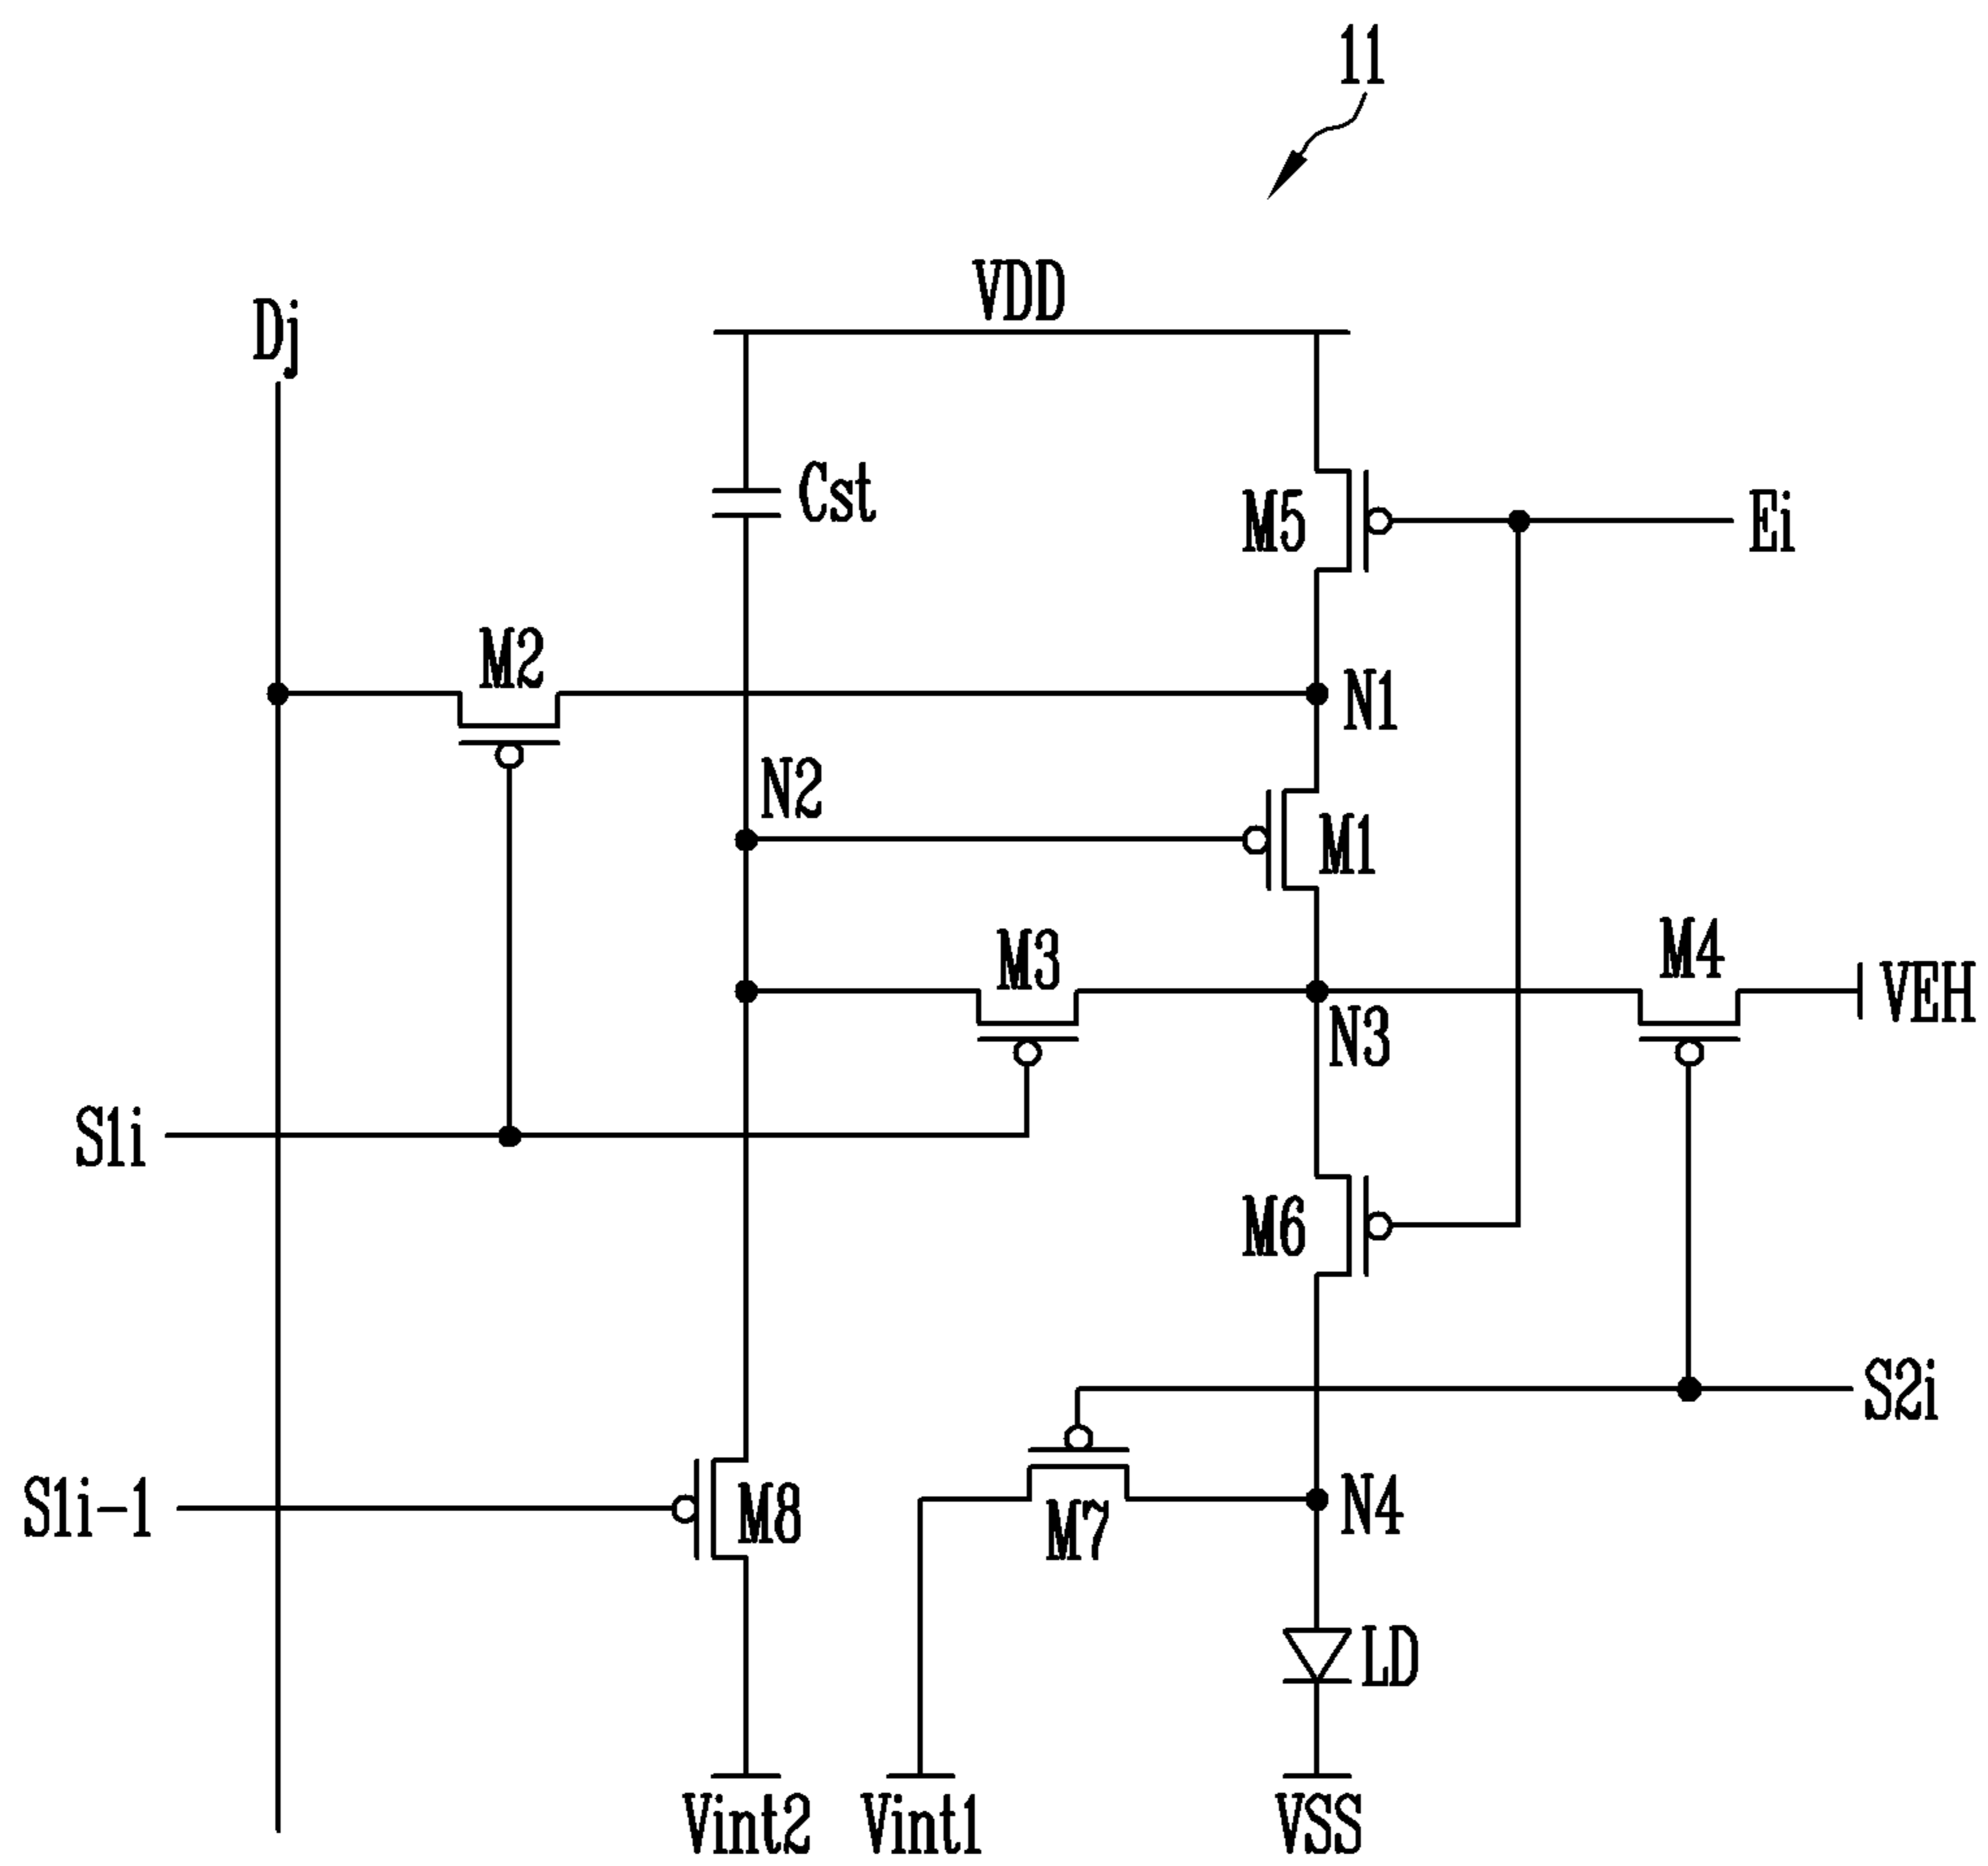 11
VDD
Dj
Cst
M5
Ei
M2
N1
N2
M1
M3
M4
VEH
N3
S1i
M6
S2i
S1i-1
M8
M7
N4
LD
Vint2
Vint1
VSS